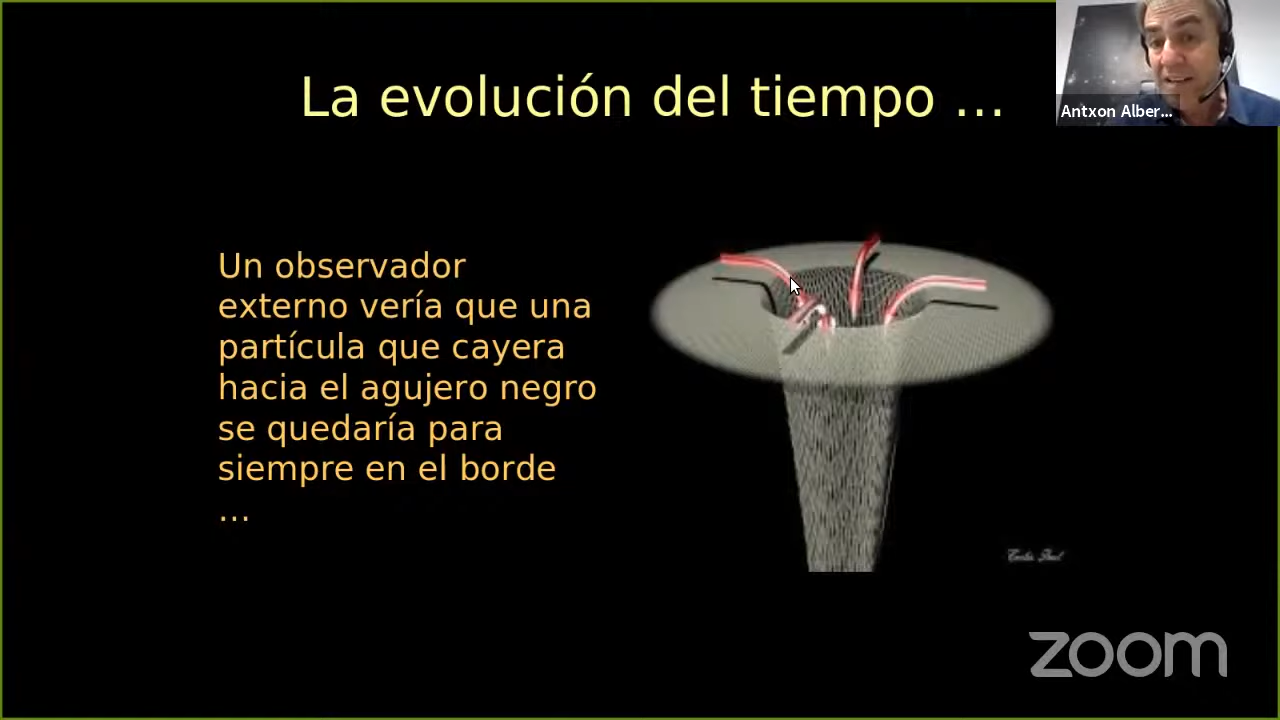 La evolución del tiempo ...
Antxon Alber...
Un observador
externo vería que una
partícula que cayera
hacia el agujero negro
se quedaría para
siempre en el borde
...
zoom